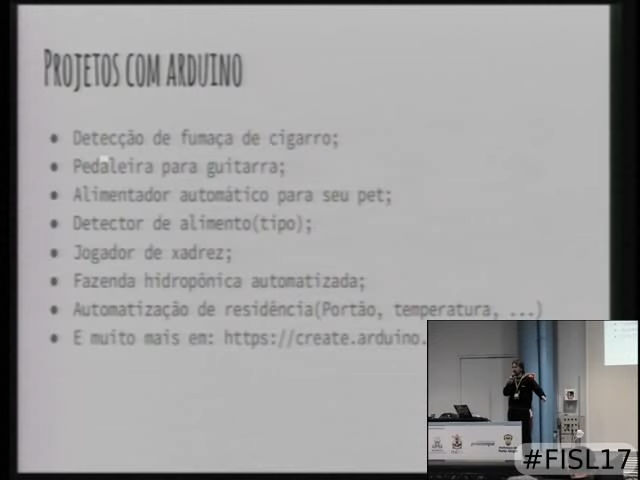 Projetos com arduino
• Detecção de fumaça de cigarro;
• Pedaleira para guitarra;
• Alimentador automático para seu pet;
• Detector de alimento(tipo);
• Jogador de xadrez;
• Fazenda hidropônica automatizada;
• Automatização de residência(Portão, temperatura, ...)
• E muito mais em: https://create.arduino.
#FISL17